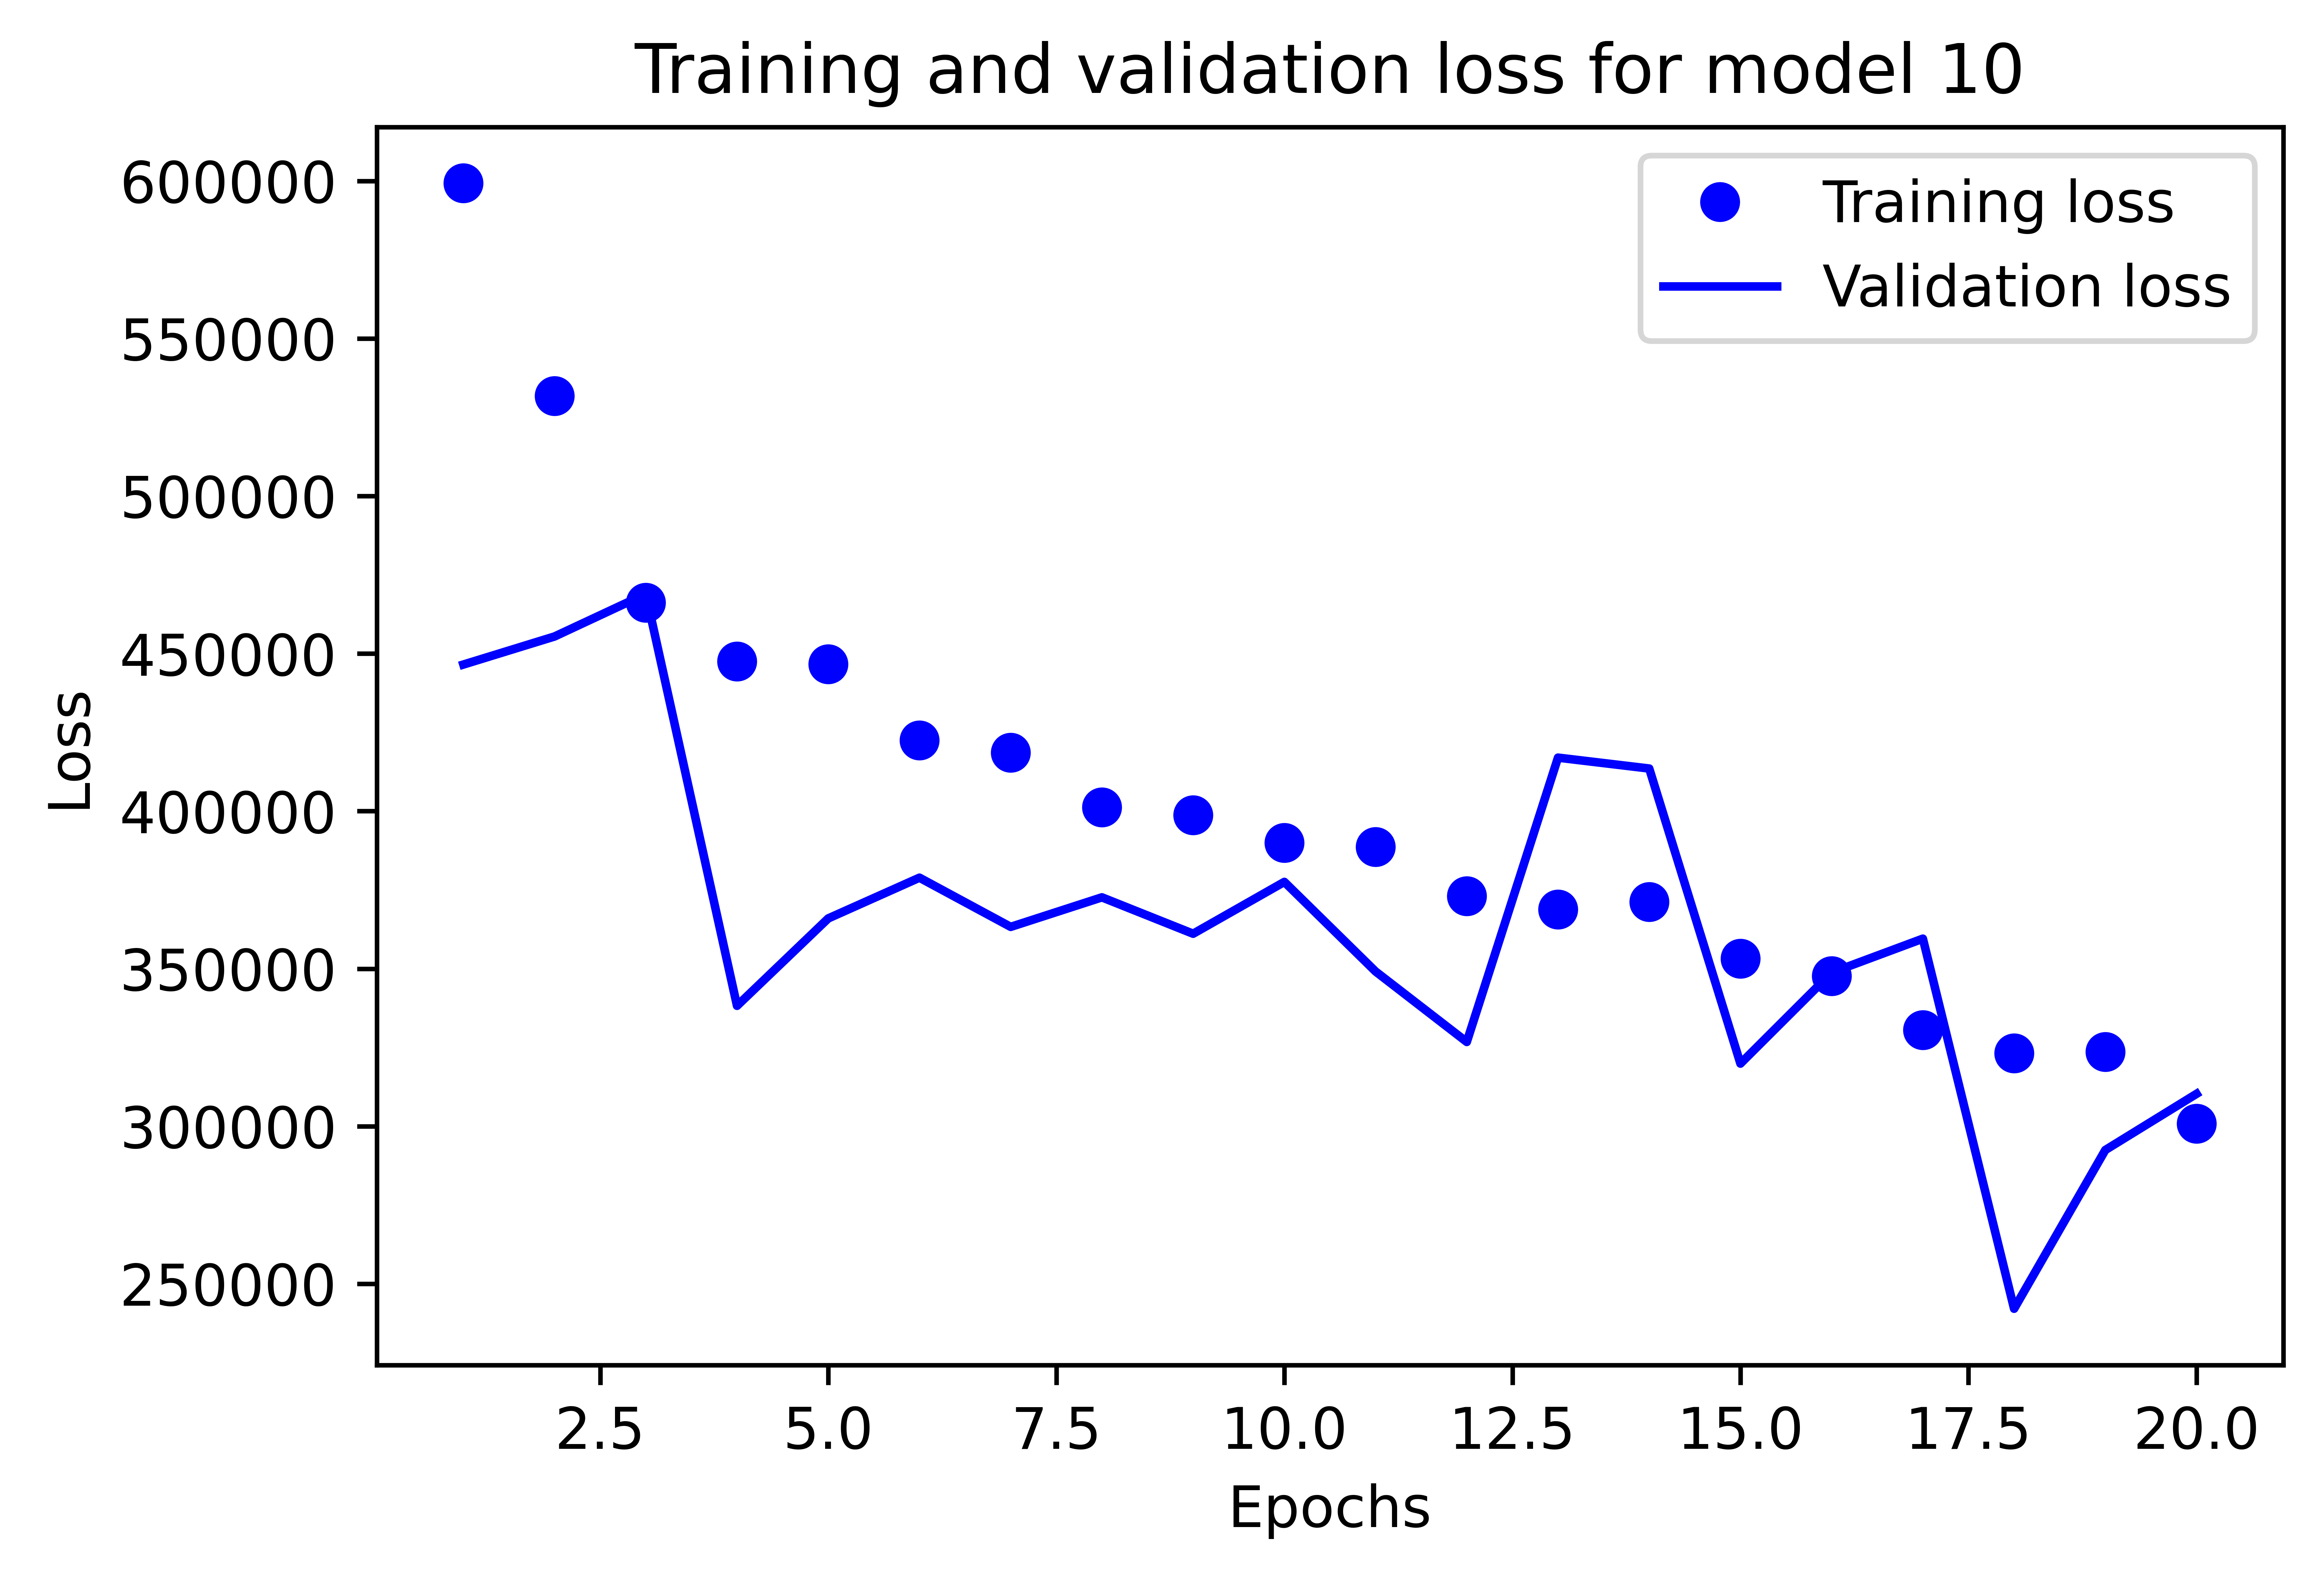 Training and validation loss for model 10
Training loss
Validation loss
600000
550000
500000
450000
400000
350000
300000
250000
Loss
2.5 5.0 7.5 10.0 12.5 15.0 17.5 20.0
Epochs